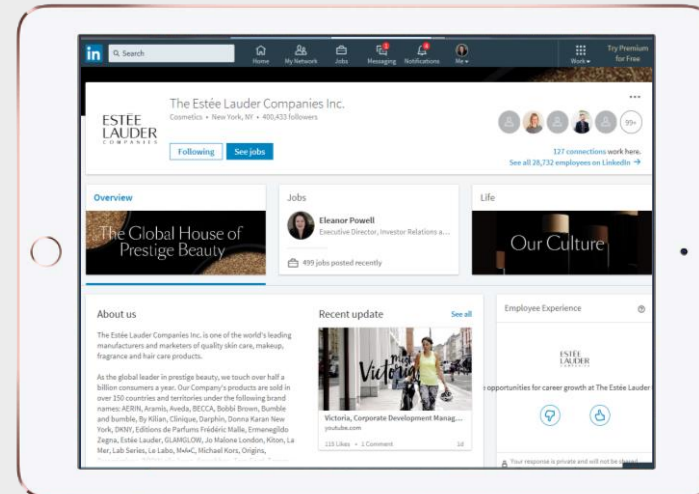 in
Search
Home
My Network
Jobs
Messaging
Notifications
Me
Work
Try Premium
for Free
ESTĒE
LAUDER
COMPANIES
The Estée Lauder Companies Inc.
Cosmetics • New York, NY • 400,433 followers
Following
See jobs
99+
127 connections work here.
See all 28,732 employees on LinkedIn →
Overview
The Global House of
Prestige Beauty
Jobs
Eleanor Powell
Executive Director, Investor Relations a...
499 jobs posted recently
Life
Our Culture
About us
The Estée Lauder Companies Inc. is one of the world's leading
manufacturers and marketers of quality skin care, makeup,
fragrance and hair care products.
As the global leader in prestige beauty, we touch over half a
billion consumers a year. Our Company's products are sold in
over 150 countries and territories under the following brand
names: AERIN, Aramis, Aveda, BECCA, Bobbi Brown, Bumble
and bumble, By Kilian, Clinique, Darphin, Donna Karan New
York, DKNY, Editions de Parfums Frédéric Malle, Ermenegildo
Zegna, Estée Lauder, GLAMGLOW, Jo Malone London, Kiton, La
Mer, Lab Series, Le Labo, M•A•C, Michael Kors, Origins,
Recent update
See all
Meet
Victoria
Victoria, Corporate Development Manag...
youtube.com
118 Likes • 1 Comment
1d
Employee Experience
ESTĒE
LAUDER
COMPANIES
opportunities for career growth at The Estée Lauder
Your response is private and will not be shared